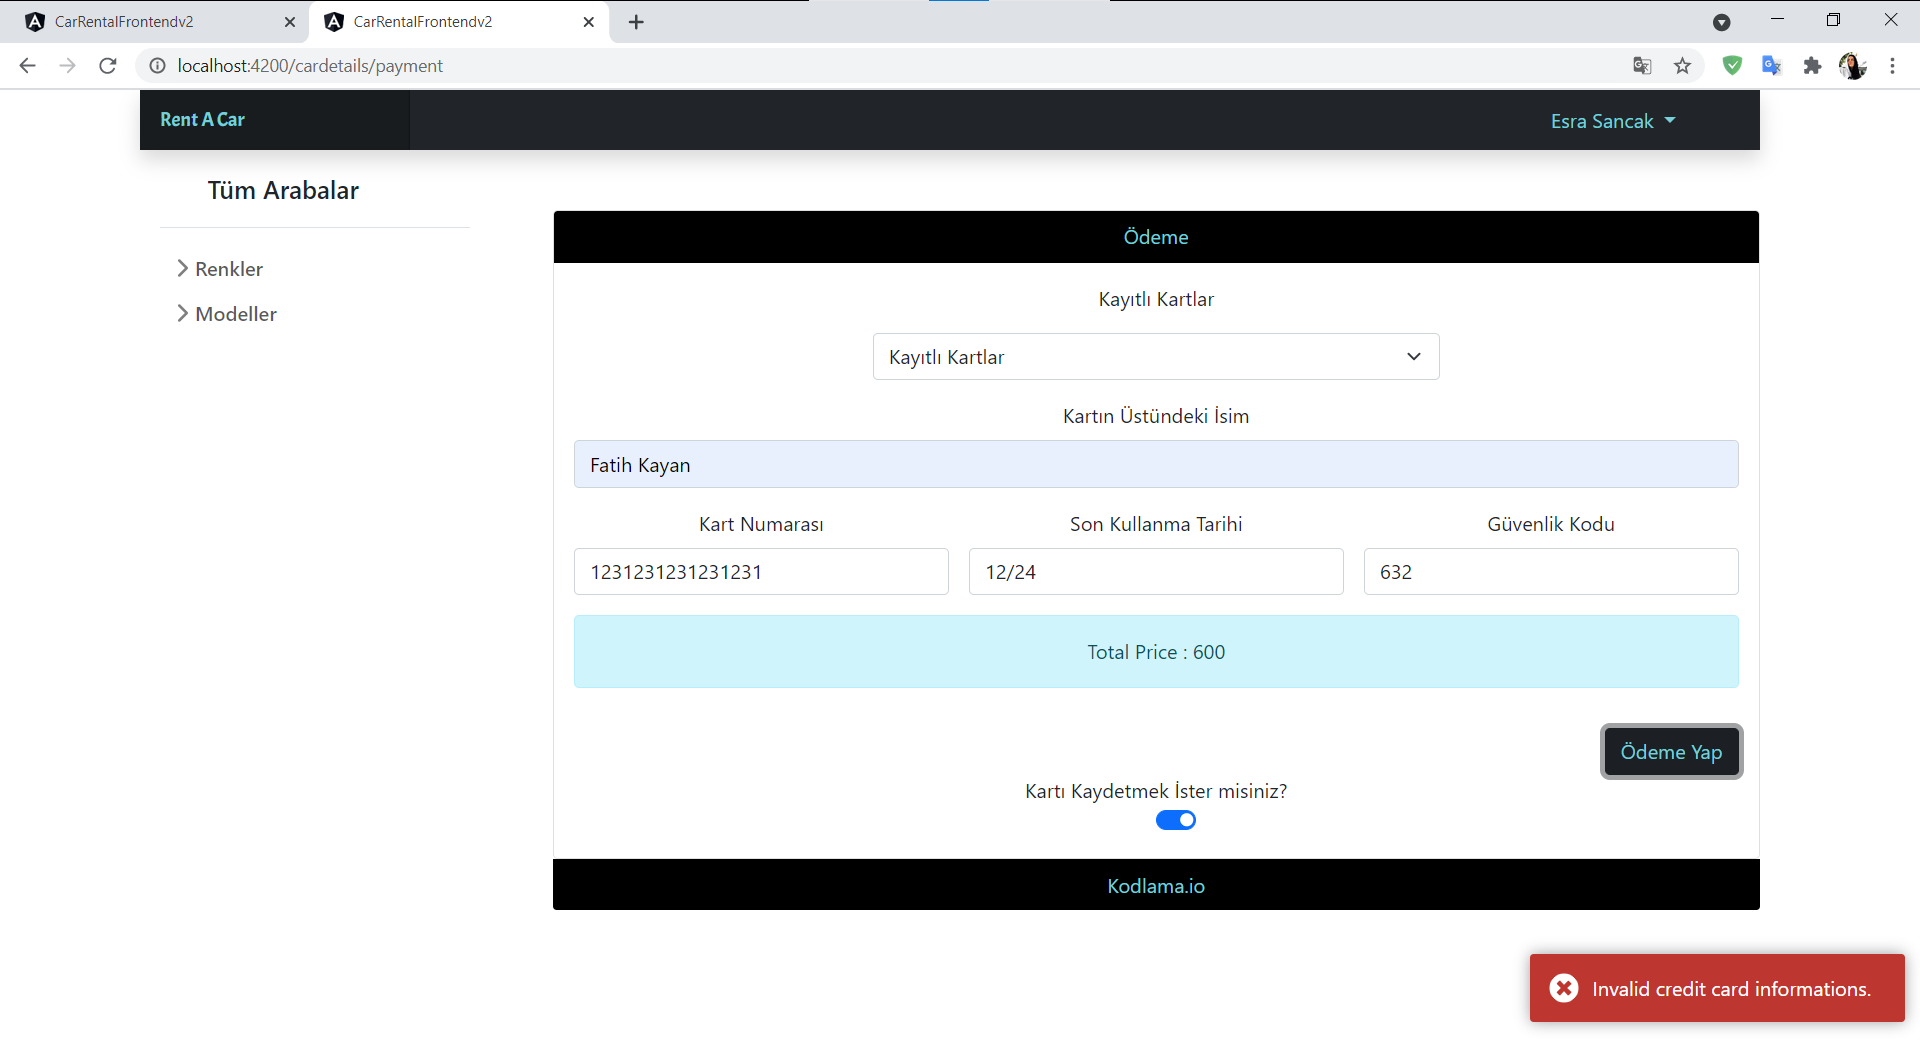 CarRentalFrontendv2
CarRentalFrontendv2
localhost:4200/cardetails/payment
Rent A Car
Esra Sancak
Tüm Arabalar
Renkler
Modeller
Ödeme
Kayıtlı Kartlar
Kayıtlı Kartlar
Kartın Üstündeki İsim
Fatih Kayan
Kart Numarası
Son Kullanma Tarihi
Güvenlik Kodu
1231231231231231
12/24
632
Total Price : 600
Ödeme Yap
Kartı Kaydetmek İster misiniz?
Kodlama.io
Invalid credit card informations.